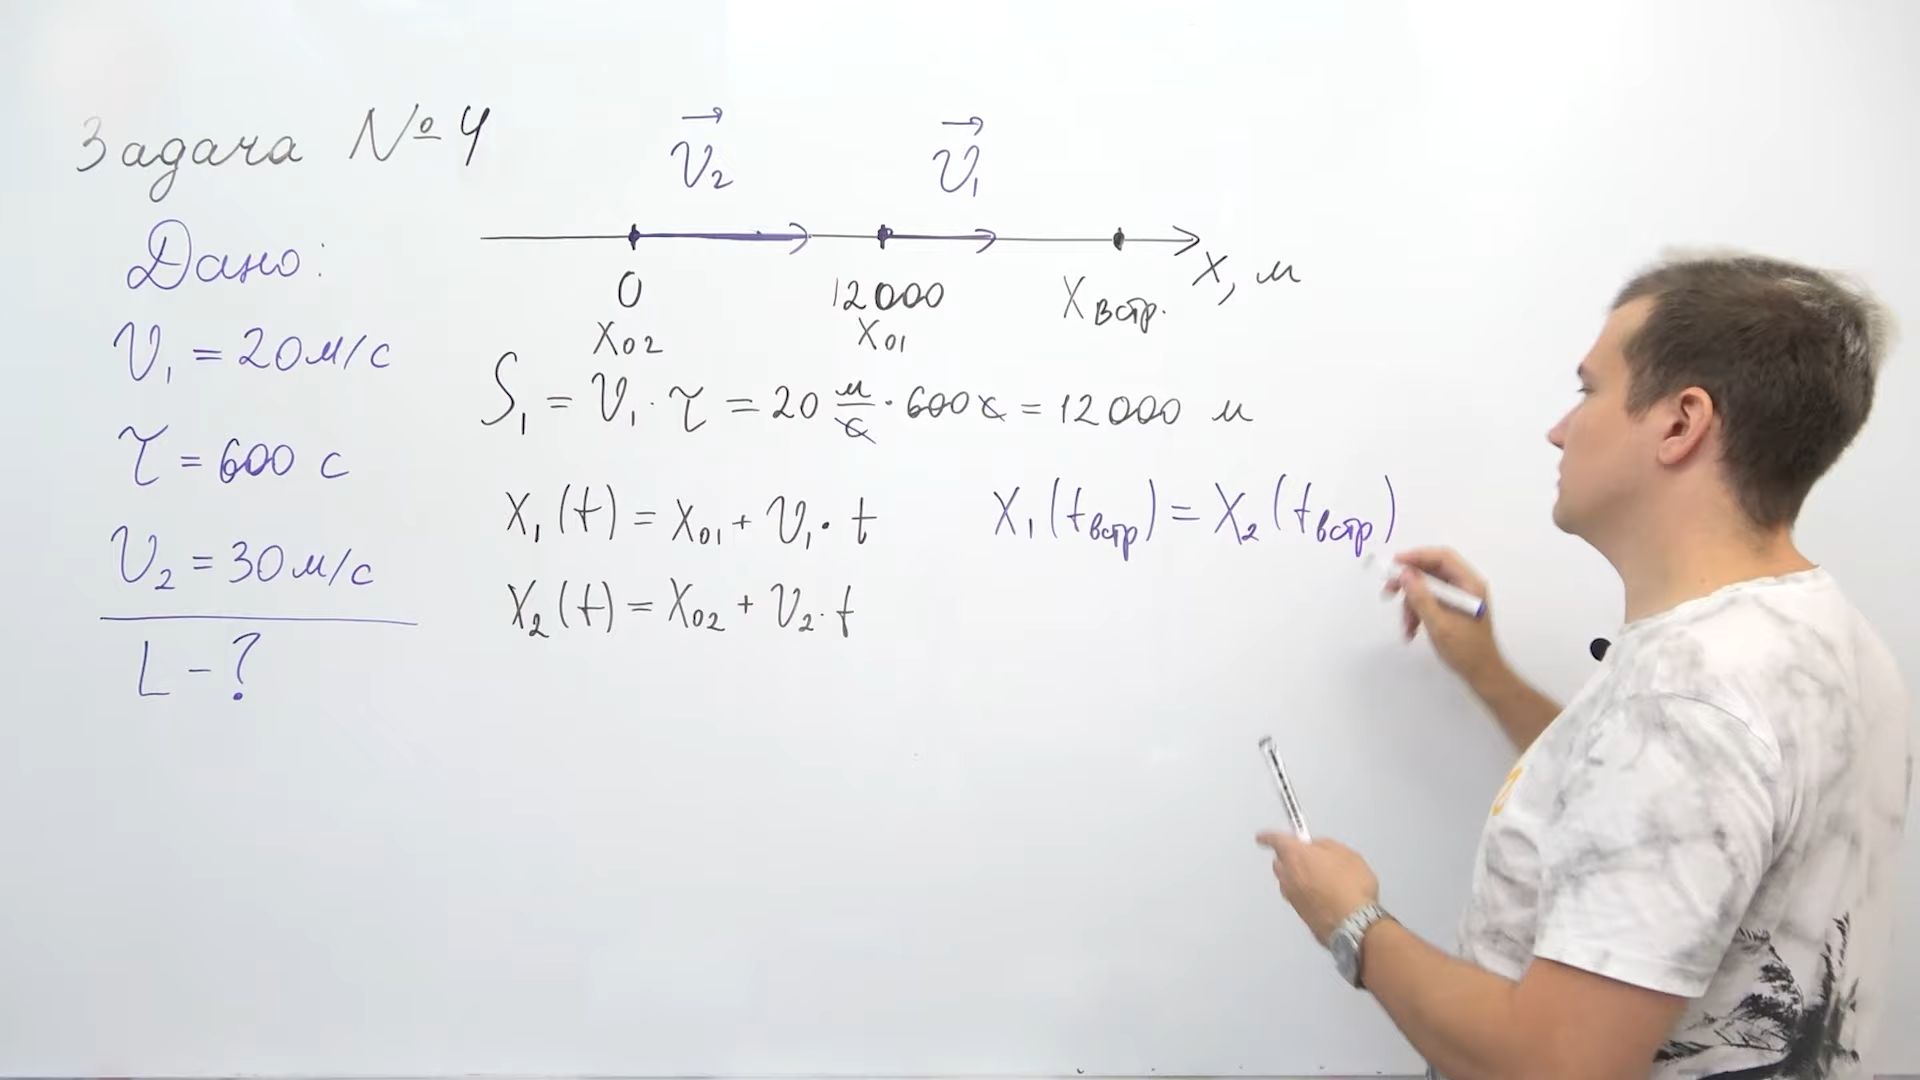 Задача № 4
Дано:
V₁ = 20 м/с
τ = 600 с
V₂ = 30 м/с
L - ?
V₂ V₁
0 12000 Xвстр. X, м
X₀₂ X₀₁
S₁ = V₁ · τ = 20 м/с · 600 с = 12000 м
X₁(t) = X₀₁ + V₁ · t
X₂(t) = X₀₂ + V₂ · t
X₁(tвстр) = X₂(tвстр)